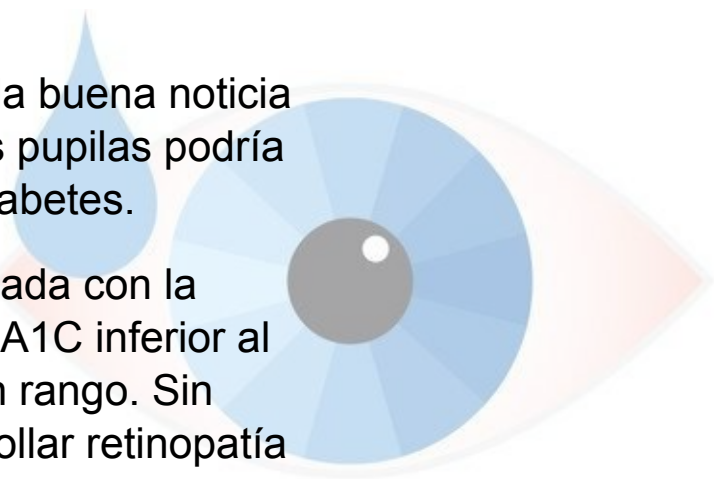 a buena noticia
s pupilas podría
abetes.
ada con la
A1C inferior al
n rango. Sin
ollar retinopatía